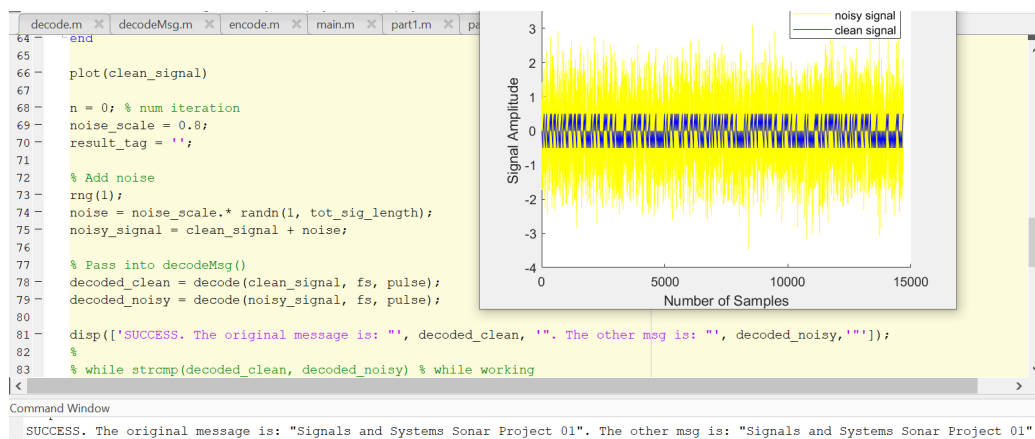 decode.m × decodeMsg.m × encode.m × main.m × part1.m ×
64 – end
65
66 – plot(clean_signal)
67
68 – n = 0; % num iteration
69 – noise_scale = 0.8;
70 – result_tag = '';
71
72 % Add noise
73 – rng(1);
74 – noise = noise_scale.* randn(1, tot_sig_length);
75 – noisy_signal = clean_signal + noise;
76
77 % Pass into decodeMsg()
78 – decoded_clean = decode(clean_signal, fs, pulse);
79 – decoded_noisy = decode(noisy_signal, fs, pulse);
80
81 – disp(['SUCCESS. The original message is: "', decoded_clean, '". The other msg is: "', decoded_noisy,'"']);
82 %
83 % while strcmp(decoded_clean, decoded_noisy) % while working
noisy signal
clean signal
Signal Amplitude
3
2
1
0
-1
-2
-3
-4
0 5000 10000 15000
Number of Samples
Command Window
SUCCESS. The original message is: "Signals and Systems Sonar Project 01". The other msg is: "Signals and Systems Sonar Project 01"